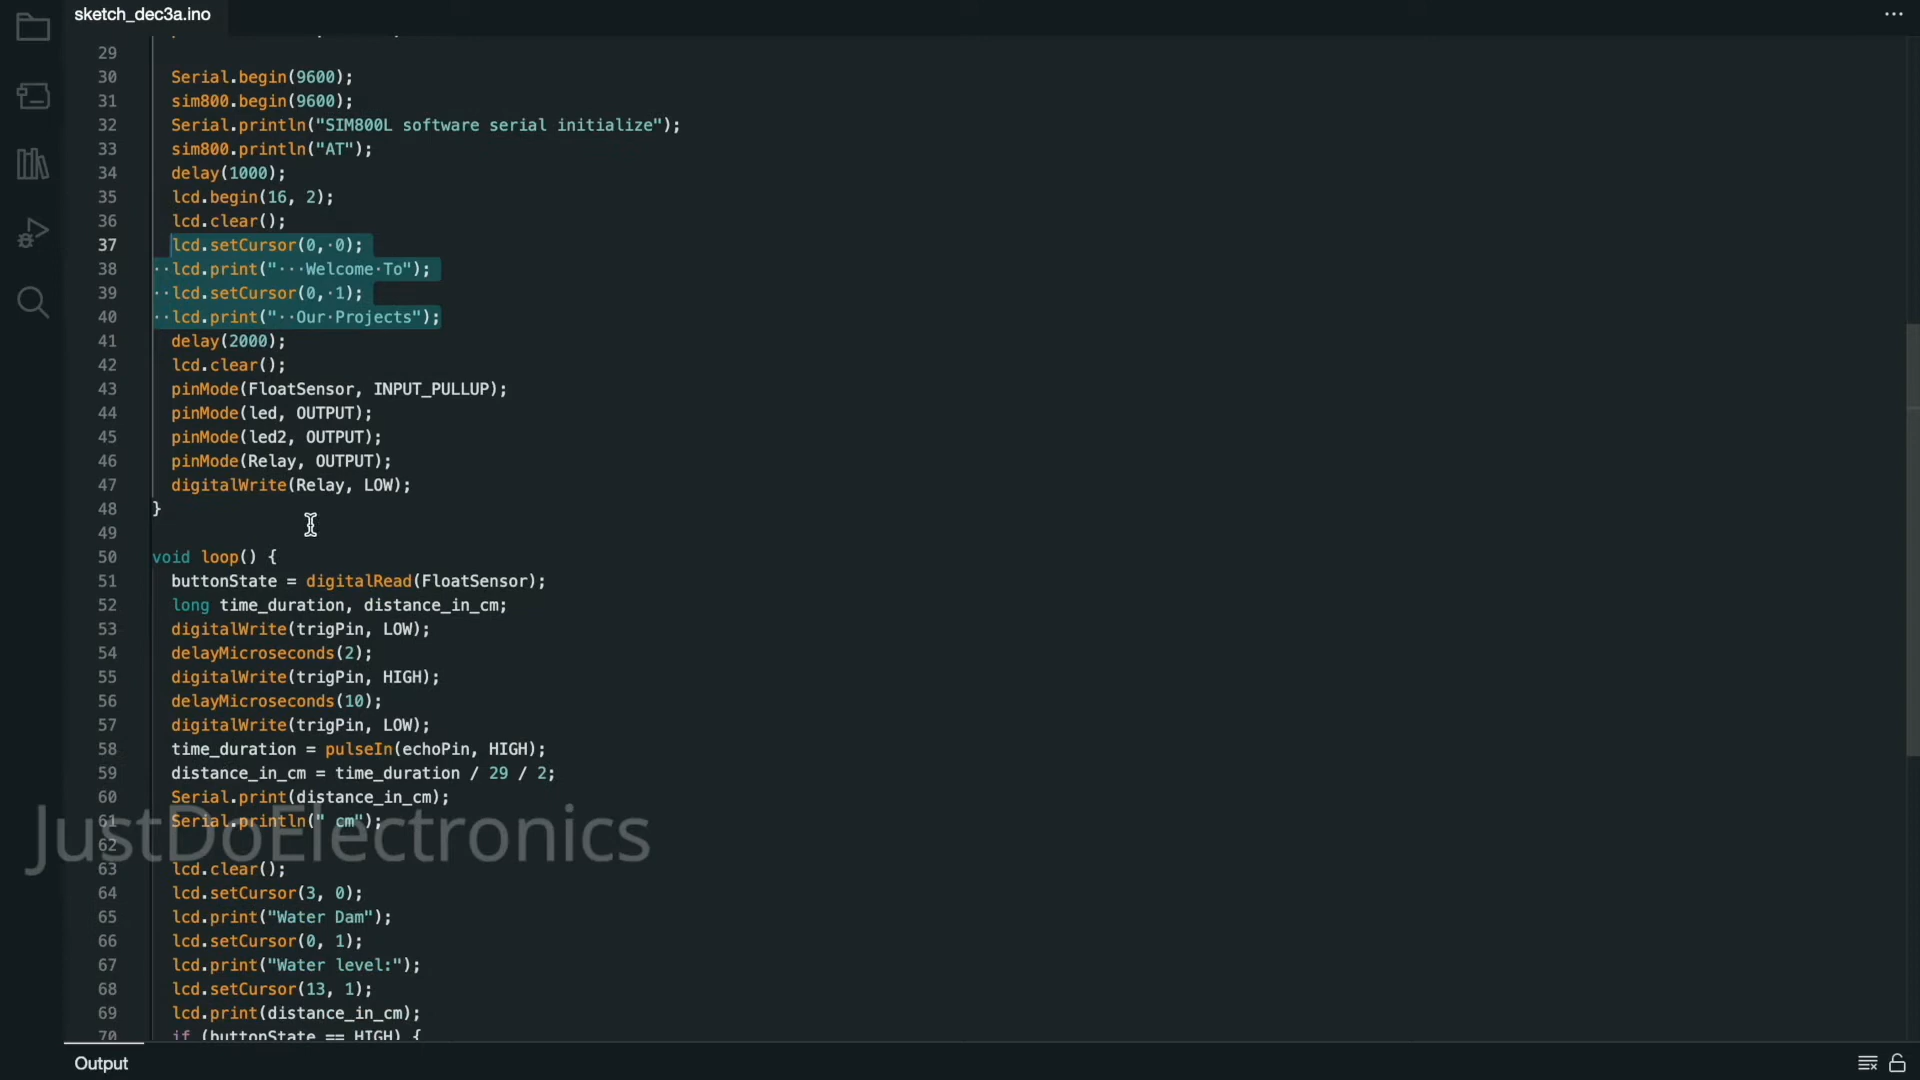 sketch_dec3a.ino
29
30 Serial.begin(9600);
31 sim800.begin(9600);
32 Serial.println("SIM800L software serial initialize");
33 sim800.println("AT");
34 delay(1000);
35 lcd.begin(16, 2);
36 lcd.clear();
37 lcd.setCursor(0,·0);
38 ··lcd.print("···Welcome·To");
39 ··lcd.setCursor(0,·1);
40 ··lcd.print("··Our·Projects");
41 delay(2000);
42 lcd.clear();
43 pinMode(FloatSensor, INPUT_PULLUP);
44 pinMode(led, OUTPUT);
45 pinMode(led2, OUTPUT);
46 pinMode(Relay, OUTPUT);
47 digitalWrite(Relay, LOW);
48 }
49
50 void loop() {
51 buttonState = digitalRead(FloatSensor);
52 long time_duration, distance_in_cm;
53 digitalWrite(trigPin, LOW);
54 delayMicroseconds(2);
55 digitalWrite(trigPin, HIGH);
56 delayMicroseconds(10);
57 digitalWrite(trigPin, LOW);
58 time_duration = pulseIn(echoPin, HIGH);
59 distance_in_cm = time_duration / 29 / 2;
60 Serial.print(distance_in_cm);
61 Serial.println(" cm");
JustDoElectronics
62
63 lcd.clear();
64 lcd.setCursor(3, 0);
65 lcd.print("Water Dam");
66 lcd.setCursor(0, 1);
67 lcd.print("Water level:");
68 lcd.setCursor(13, 1);
69 lcd.print(distance_in_cm);
70 if (buttonState == HIGH) {
Output